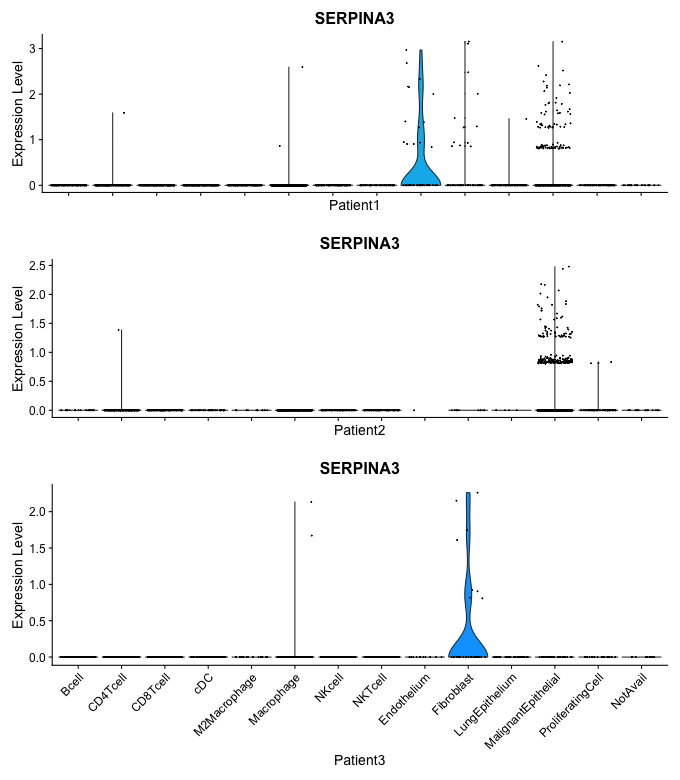 SERPINA3
Expression Level
3
2
1
0
Patient1
SERPINA3
Expression Level
2.5
2.0
1.5
1.0
0.5
0.0
Patient2
SERPINA3
Expression Level
2.0
1.5
1.0
0.5
0.0
Bcell
CD4Tcell
CD8Tcell
cDC
M2Macrophage
Macrophage
NKcell
NKTcell
Endothelium
Fibroblast
LungEpithelium
MalignantEpithelial
ProliferatingCell
NotAvail
Patient3